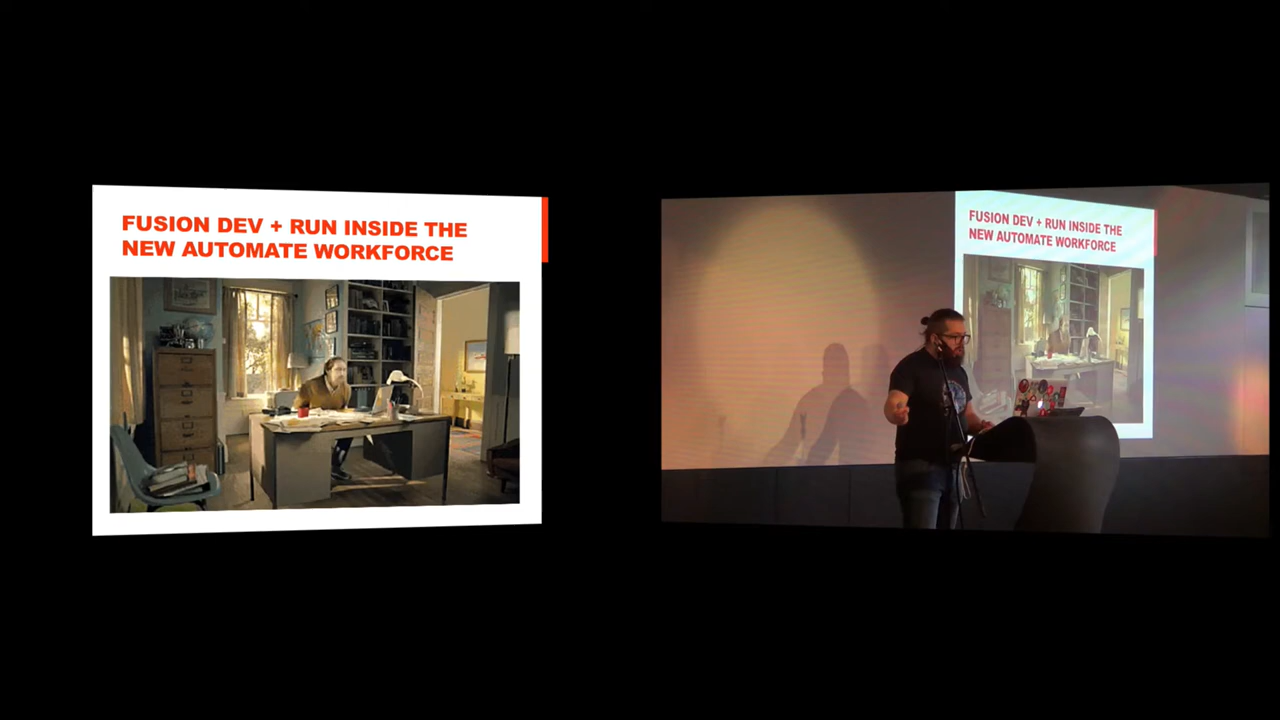 FUSION DEV + RUN INSIDE THE
NEW AUTOMATE WORKFORCE
FUSION DEV + RUN INSIDE THE
NEW AUTOMATE WORKFORCE